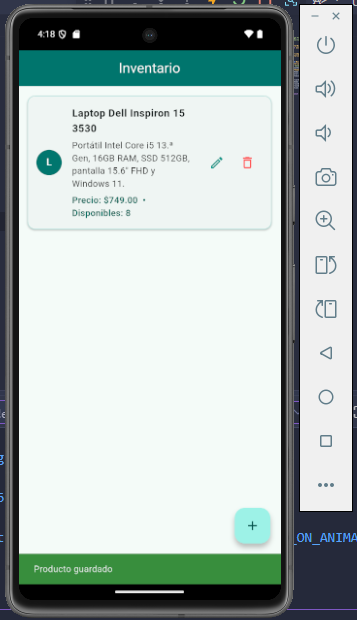 4:18
Inventario
Laptop Dell Inspiron 15
3530
L
Portátil Intel Core i5 13.ª
Gen, 16GB RAM, SSD 512GB,
pantalla 15.6" FHD y
Windows 11.
Precio: $749.00 •
Disponibles: 8
+
Producto guardado
_ON_ANIMA